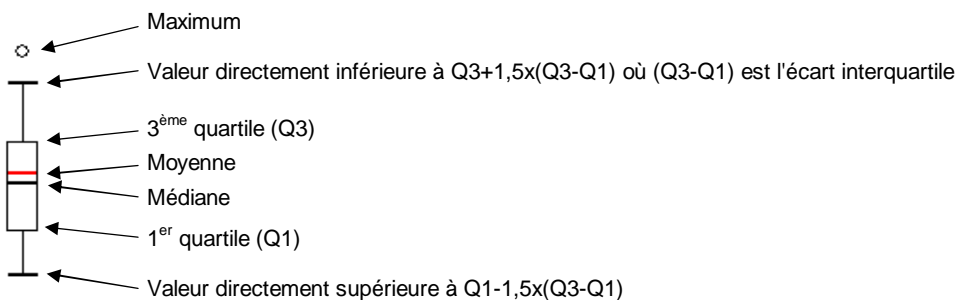 Maximum
Valeur directement inférieure à Q3+1,5x(Q3-Q1) où (Q3-Q1) est l'écart interquartile
3ème quartile (Q3)
Moyenne
Médiane
1er quartile (Q1)
Valeur directement supérieure à Q1-1,5x(Q3-Q1)